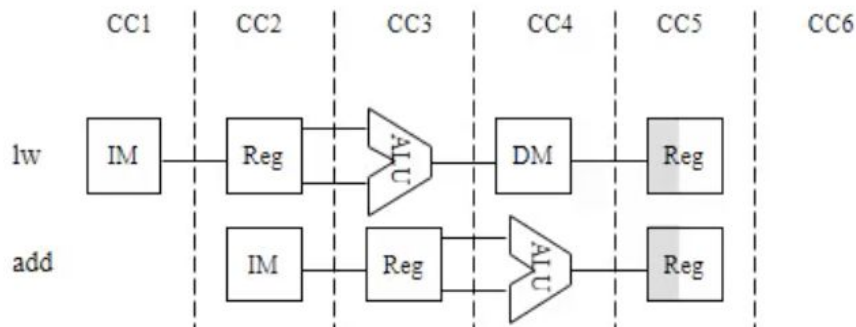 CC1 CC2 CC3 CC4 CC5 CC6
lw IM Reg ALU DM Reg
add IM Reg ALU Reg